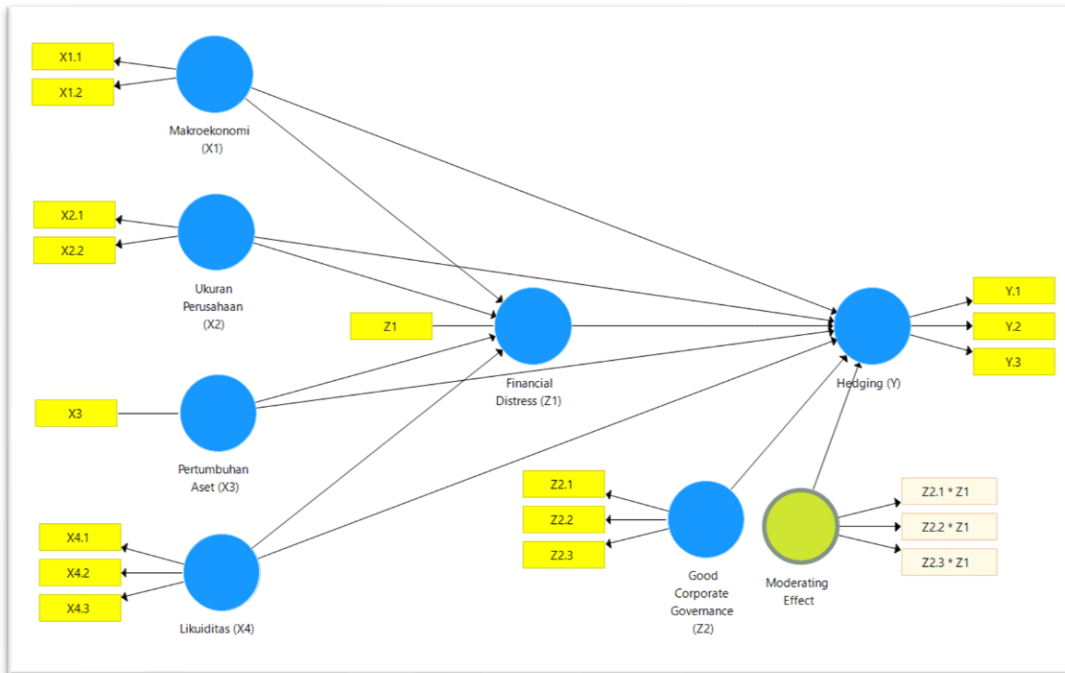 X1.1
X1.2
Makroekonomi
(X1)
X2.1
X2.2
Ukuran
Perusahaan
(X2)
X3
Pertumbuhan
Aset (X3)
X4.1
X4.2
X4.3
Likuiditas (X4)
Z1
Financial
Distress (Z1)
Y.1
Y.2
Y.3
Hedging (Y)
Z2.1
Z2.2
Z2.3
Good
Corporate
Governance
(Z2)
Moderating
Effect
Z2.1 * Z1
Z2.2 * Z1
Z2.3 * Z1